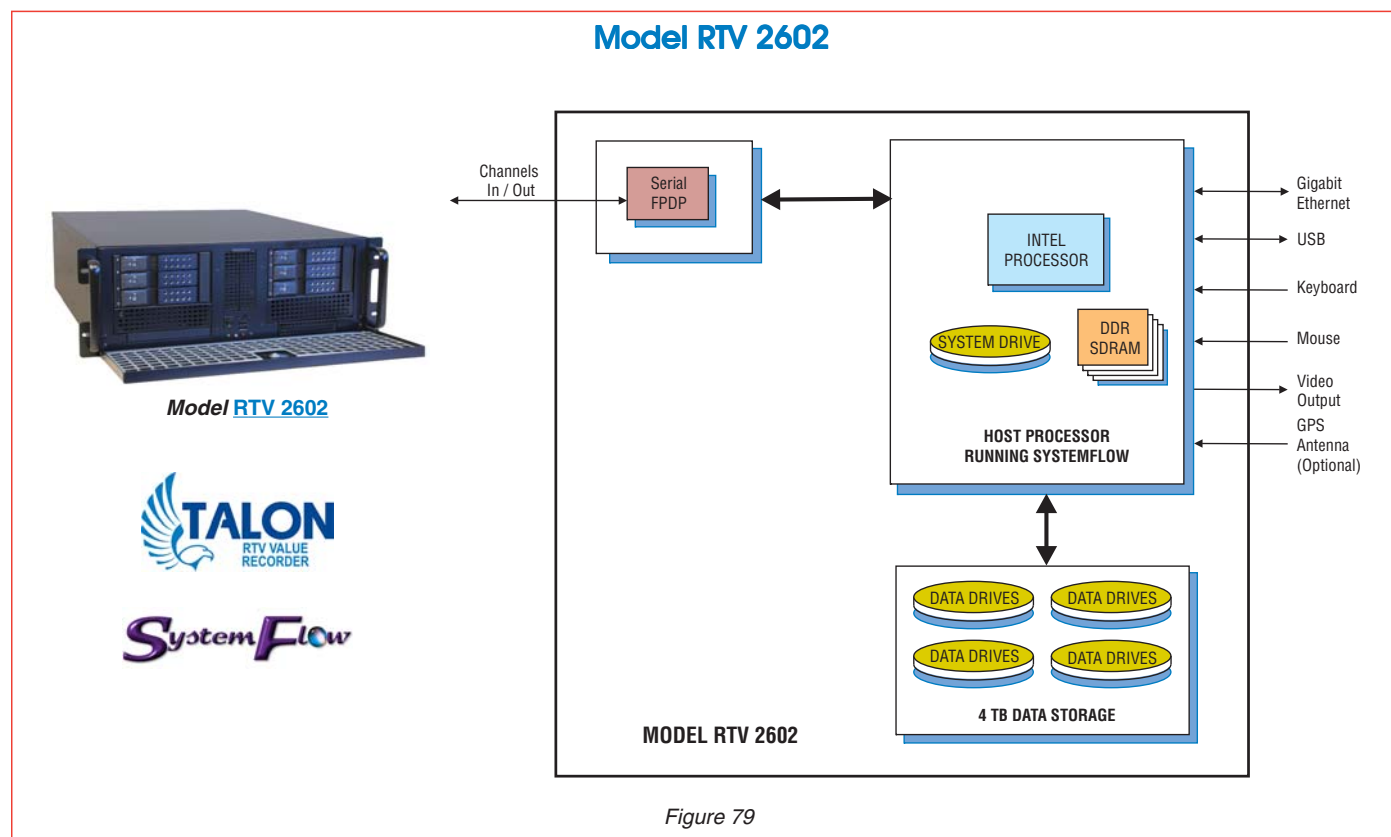 Model RTV 2602
Channels
In / Out
Serial
FPDP
INTEL
PROCESSOR
SYSTEM DRIVE
DDR
SDRAM
HOST PROCESSOR
RUNNING SYSTEMFLOW
Gigabit
Ethernet
USB
Keyboard
Mouse
Video
Output
GPS
Antenna
(Optional)
Model RTV 2602
TALON
RTV VALUE
RECORDER
SystemFlow
DATA DRIVES
DATA DRIVES
DATA DRIVES
DATA DRIVES
4 TB DATA STORAGE
MODEL RTV 2602
Figure 79